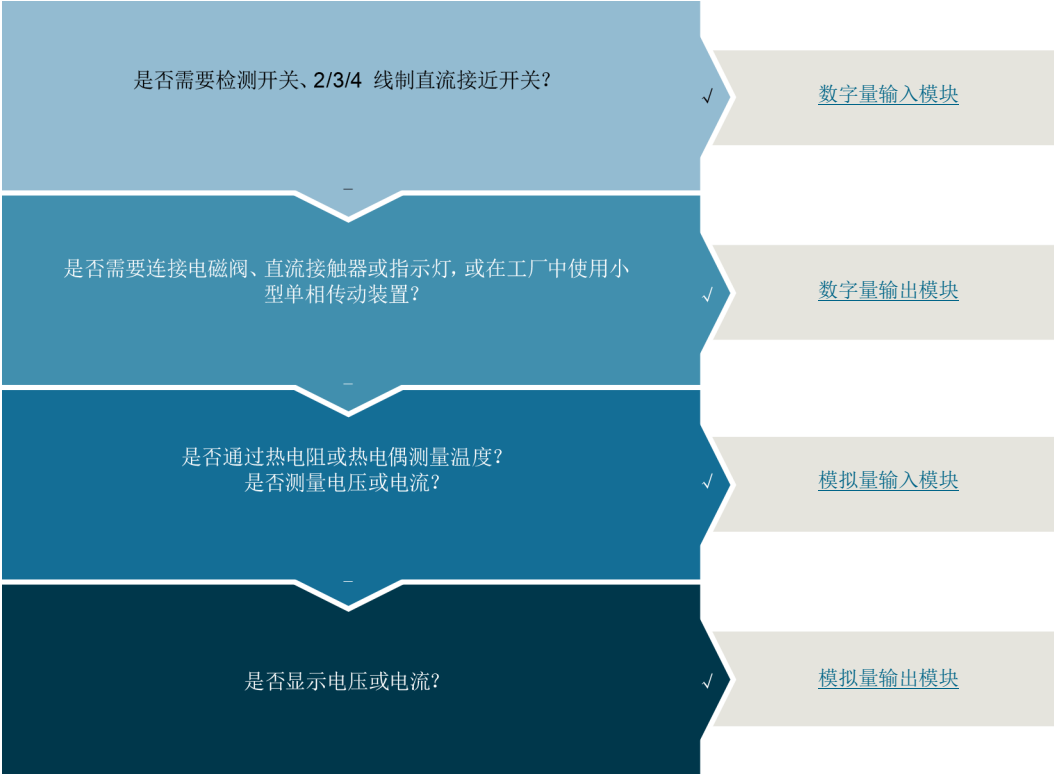 是否需要检测开关、2/3/4 线制直流接近开关？
√
数字量输入模块
–
是否需要连接电磁阀、直流接触器或指示灯，或在工厂中使用小
型单相传动装置？
√
数字量输出模块
–
是否通过热电阻或热电偶测量温度？
是否测量电压或电流？
√
模拟量输入模块
–
是否显示电压或电流？
√
模拟量输出模块